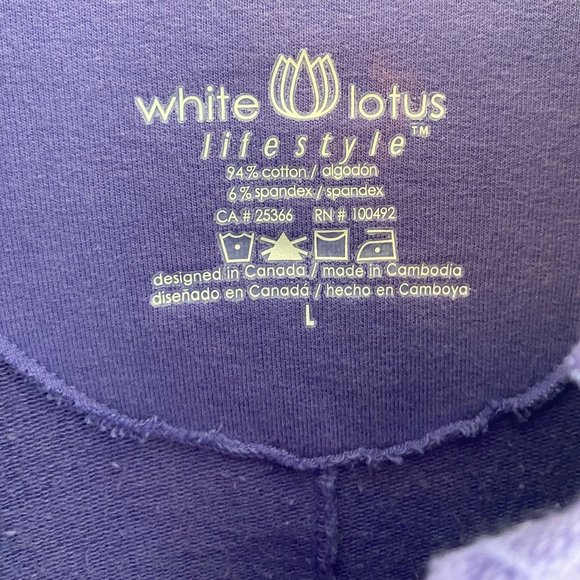 white lotus
lifestyle™
94% cotton / algodón
6% spandex / spandex
CA # 25366 RN # 100492
designed in Canada / made in Cambodia
diseñado en Canadá / hecho en Camboya
L